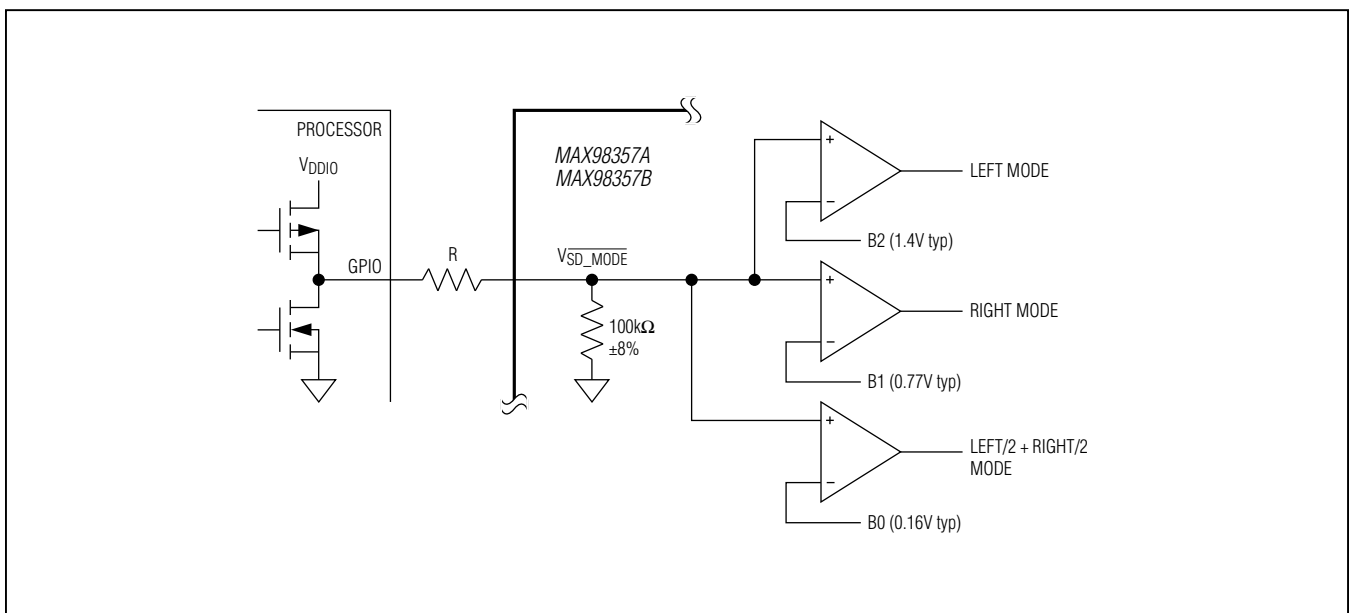 PROCESSOR
VDDIO
GPIO
R
MAX98357A
MAX98357B
VSD_MODE
100kΩ
±8%
+
−
LEFT MODE
B2 (1.4V typ)
+
−
RIGHT MODE
B1 (0.77V typ)
+
−
LEFT/2 + RIGHT/2
MODE
B0 (0.16V typ)